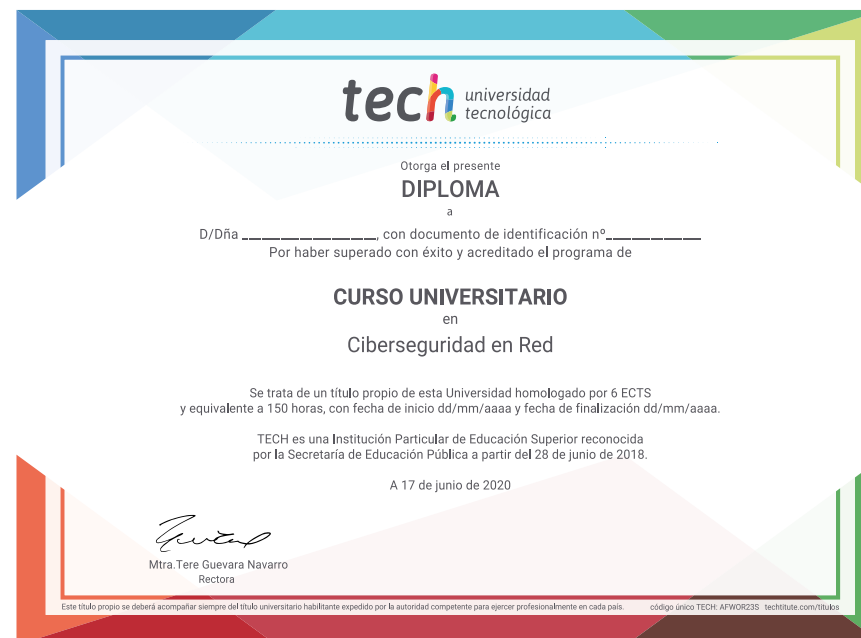 tech universidad
tecnológica
Otorga el presente
DIPLOMA
a
D/Dña ____________________, con documento de identificación nº______________
Por haber superado con éxito y acreditado el programa de
CURSO UNIVERSITARIO
en
Ciberseguridad en Red
Se trata de un título propio de esta Universidad homologado por 6 ECTS
y equivalente a 150 horas, con fecha de inicio dd/mm/aaaa y fecha de finalización dd/mm/aaaa.
TECH es una Institución Particular de Educación Superior reconocida
por la Secretaría de Educación Pública a partir del 28 de junio de 2018.
A 17 de junio de 2020
Mtra.Tere Guevara Navarro
Rectora
Este título propio se deberá acompañar siempre del título universitario habilitante expedido por la autoridad competente para ejercer profesionalmente en cada país. código único TECH: AFWOR23S techtitute.com/titulos